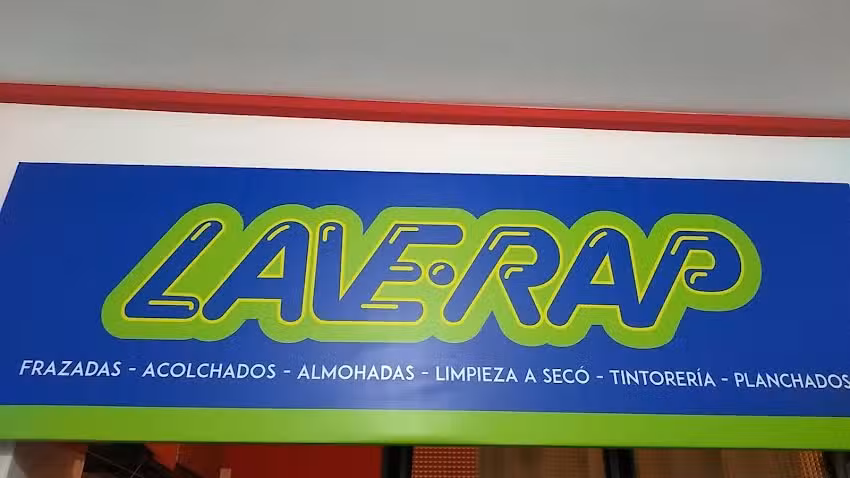 LAVE·RAP
FRAZADAS - ACOLCHADOS - ALMOHADAS - LIMPIEZA A SECÓ - TINTORERÍA - PLANCHADOS